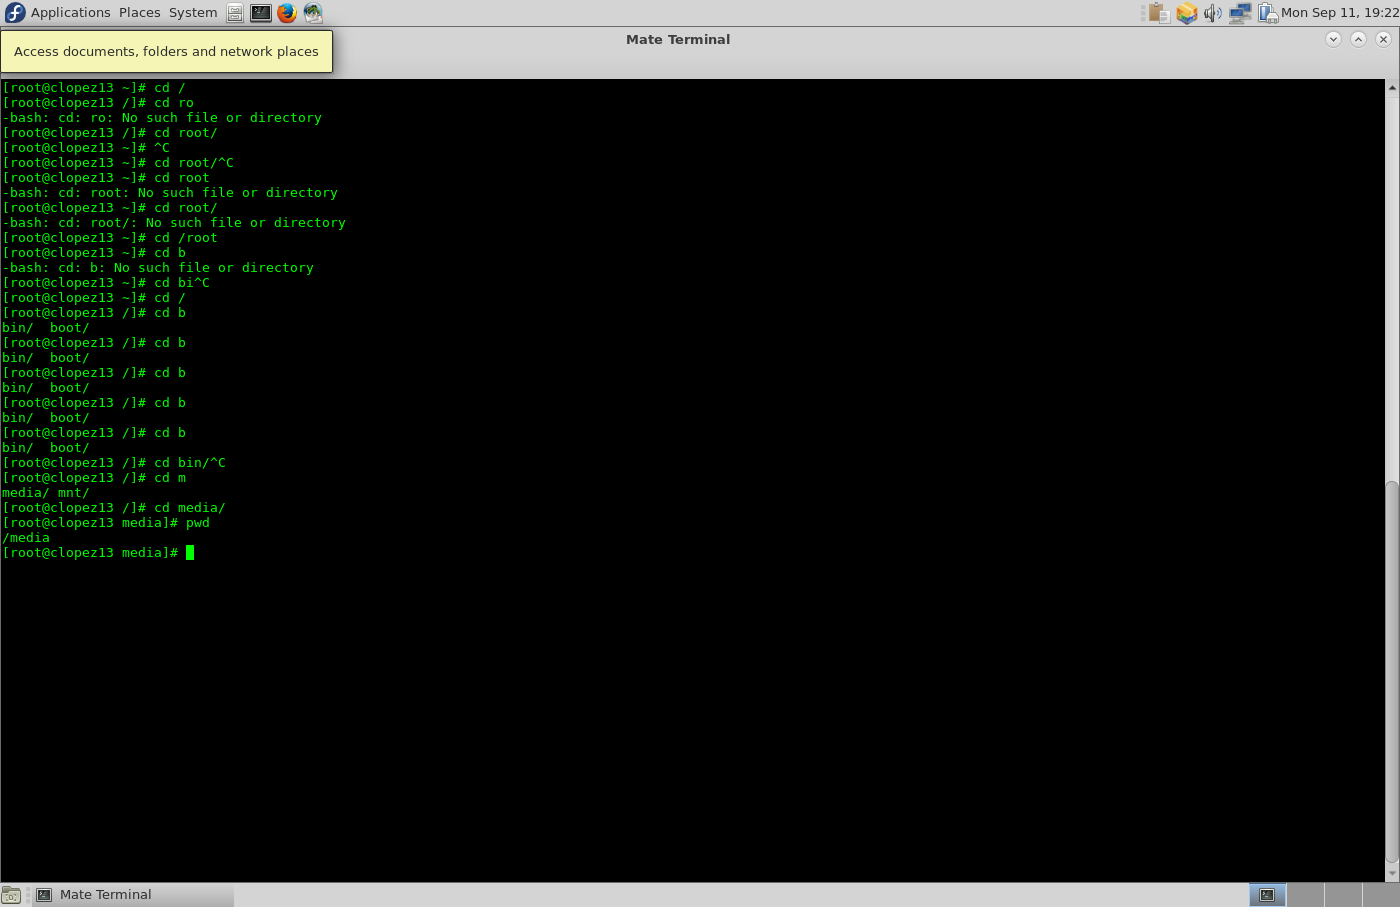 Applications Places System Mon Sep 11, 19:22
Mate Terminal
Access documents, folders and network places
[root@clopez13 ~]# cd /
[root@clopez13 /]# cd ro
-bash: cd: ro: No such file or directory
[root@clopez13 /]# cd root/
[root@clopez13 ~]# ^C
[root@clopez13 ~]# cd root/^C
[root@clopez13 ~]# cd root
-bash: cd: root: No such file or directory
[root@clopez13 ~]# cd root/
-bash: cd: root/: No such file or directory
[root@clopez13 ~]# cd /root
[root@clopez13 ~]# cd b
-bash: cd: b: No such file or directory
[root@clopez13 ~]# cd bi^C
[root@clopez13 ~]# cd /
[root@clopez13 /]# cd b
bin/  boot/
[root@clopez13 /]# cd b
bin/  boot/
[root@clopez13 /]# cd b
bin/  boot/
[root@clopez13 /]# cd b
bin/  boot/
[root@clopez13 /]# cd b
bin/  boot/
[root@clopez13 /]# cd bin/^C
[root@clopez13 /]# cd m
media/ mnt/
[root@clopez13 /]# cd media/
[root@clopez13 media]# pwd
/media
[root@clopez13 media]#
Mate Terminal